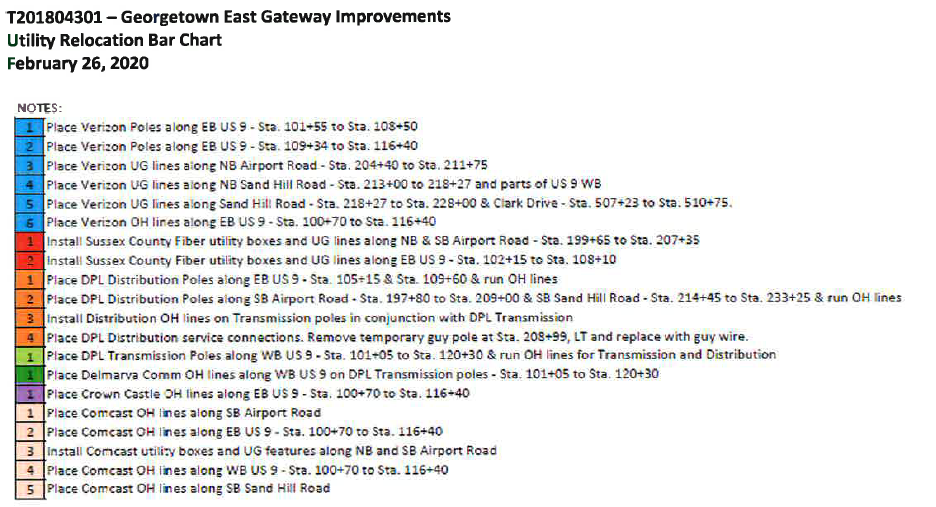 T201804301 – Georgetown East Gateway Improvements
Utility Relocation Bar Chart
February 26, 2020
NOTES:
1 Place Verizon Poles along EB US 9 - Sta. 101+55 to Sta. 108+50
2 Place Verizon Poles along EB US 9 - Sta. 109+34 to Sta. 116+40
3 Place Verizon UG lines along NB Airport Road - Sta. 204+40 to Sta. 211+75
4 Place Verizon UG lines along NB Sand Hill Road - Sta. 213+00 to 218+27 and parts of US 9 WB
5 Place Verizon UG lines along Sand Hill Road - Sta. 218+27 to Sta. 228+00 & Clark Drive - Sta. 507+23 to Sta. 510+75.
6 Place Verizon OH lines along EB US 9 - Sta. 100+70 to Sta. 116+40
1 Install Sussex County Fiber utility boxes and UG lines along NB & SB Airport Road - Sta. 199+65 to Sta. 207+35
2 Install Sussex County Fiber utility boxes and UG lines along EB US 9 - Sta. 102+15 to Sta. 108+10
1 Place DPL Distribution Poles along EB US 9 - Sta. 105+15 & Sta. 109+60 & run OH lines
2 Place DPL Distribution Poles along SB Airport Road - Sta. 197+80 to Sta. 209+00 & SB Sand Hill Road - Sta. 214+45 to Sta. 233+25 & run OH lines
3 Install Distribution OH lines on Transmission poles in conjunction with DPL Transmission
4 Place DPL Distribution service connections. Remove temporary guy pole at Sta. 208+99, LT and replace with guy wire.
1 Place DPL Transmission Poles along WB US 9 - Sta. 101+05 to Sta. 120+30 & run OH lines for Transmission and Distribution
1 Place Delmarva Comm OH lines along WB US 9 on DPL Transmission poles - Sta. 101+05 to Sta. 120+30
1 Place Crown Castle OH lines along EB US 9 - Sta. 100+70 to Sta. 116+40
1 Place Comcast OH lines along SB Airport Road
2 Place Comcast OH lines along EB US 9 - Sta. 100+70 to Sta. 116+40
3 Install Comcast utility boxes and UG features along NB and SB Airport Road
4 Place Comcast OH lines along WB US 9 - Sta. 100+70 to Sta. 116+40
5 Place Comcast OH lines along SB Sand Hill Road